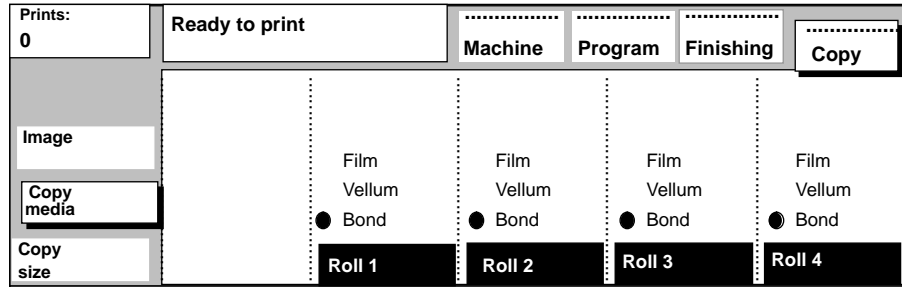 Prints:
0
Ready to print
Machine
Program
Finishing
Copy
Image
Copy
media
Copy
size
Film
Vellum
Bond
Roll 1
Film
Vellum
Bond
Roll 2
Film
Vellum
Bond
Roll 3
Film
Vellum
Bond
Roll 4